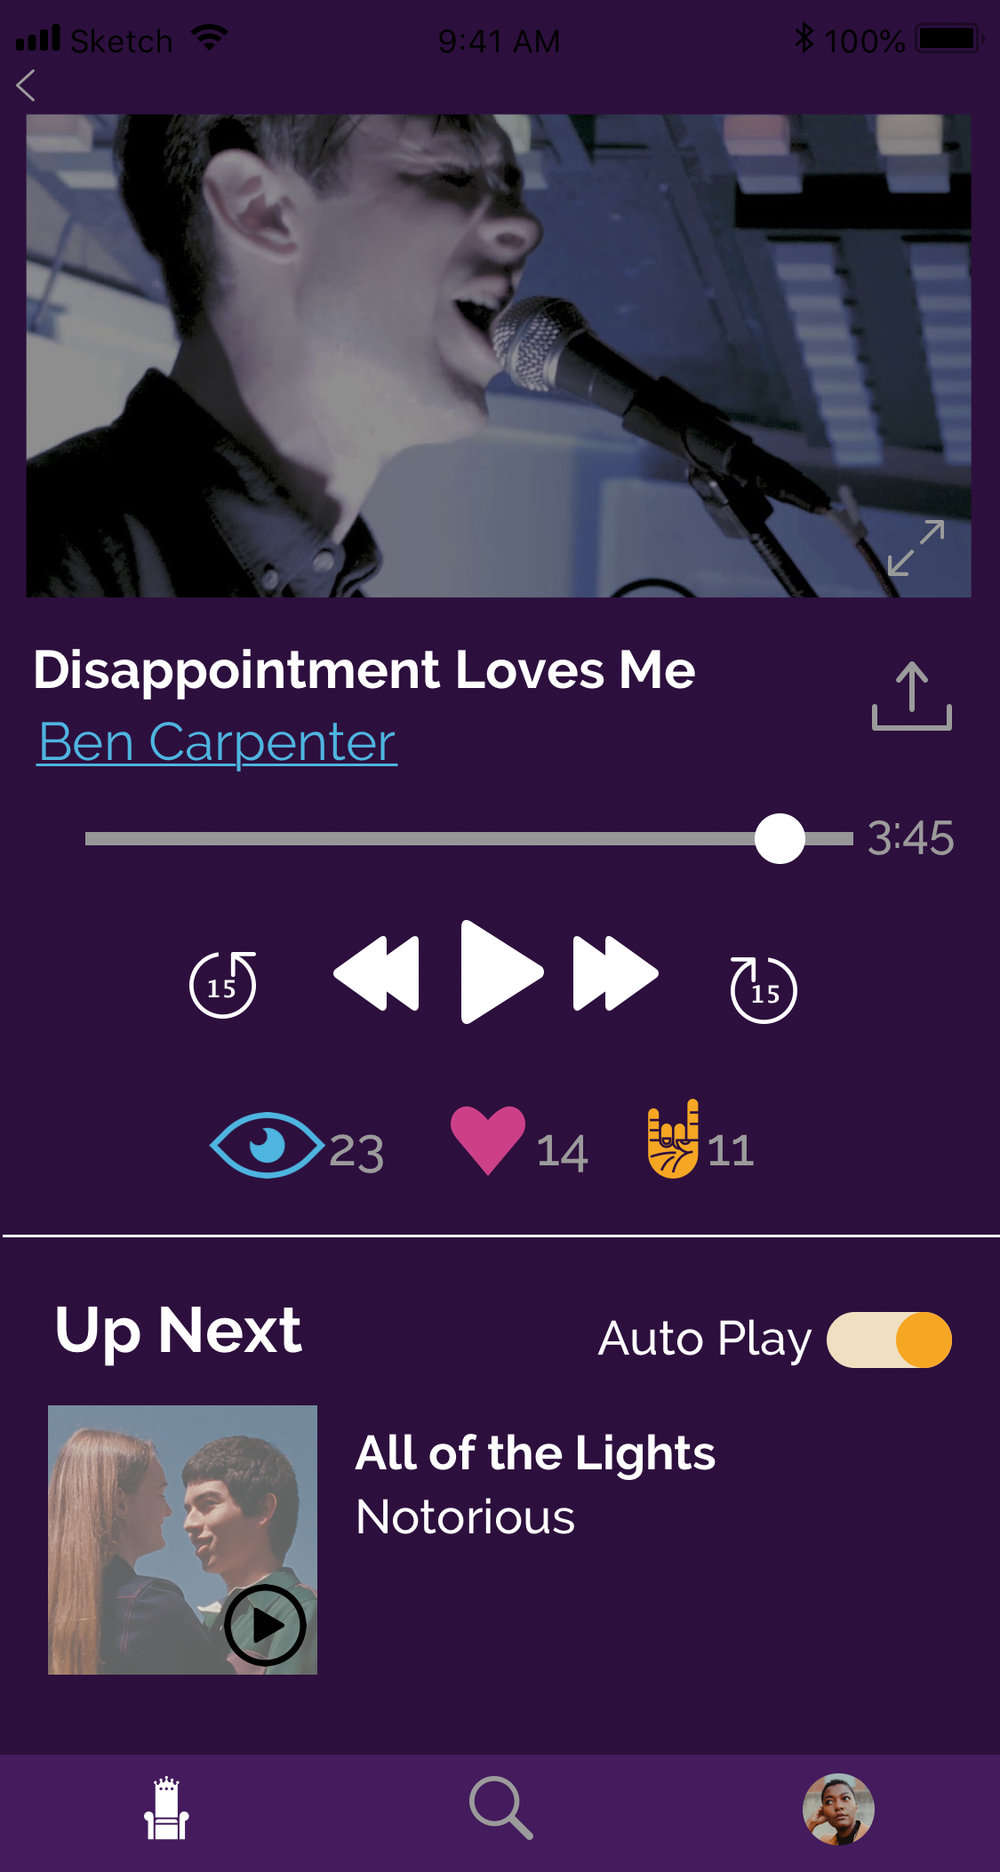 Sketch 9:41 AM 100%
Disappointment Loves Me
Ben Carpenter
3:45
15 15
23 14 11
Up Next Auto Play
All of the Lights
Notorious